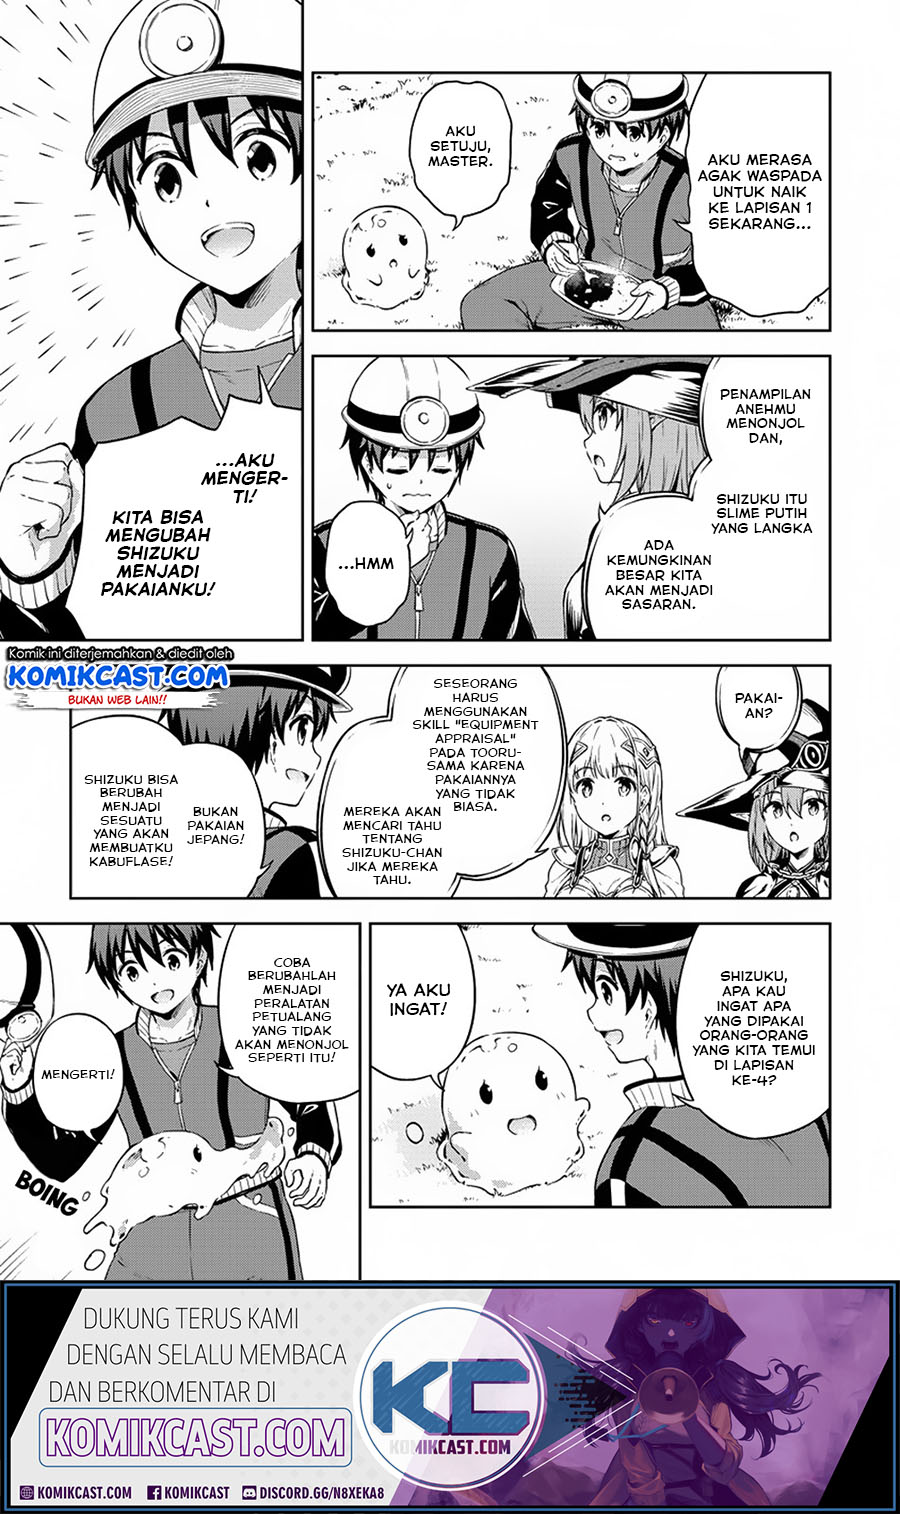 AKU MERASA
AGAK WASPADA
UNTUK NAIK
KE LAPISAN 1
SEKARANG...
AKU
SETUJU,
MASTER.
PENAMPILAN
ANEHMU
MENONJOL
DAN,
SHIZUKU ITU
SLIME PUTIH
YANG LANGKA
ADA
KEMUNGKINAN
BESAR KITA
AKAN MENJADI
SASARAN.
...HMM
...AKU
MENGER-
TI!
KITA BISA
MENGUBAH
SHIZUKU
MENJADI
PAKAIANKU!
Komik ini diterjemahkan & diedit oleh
KOMIKCAST.COM
BUKAN WEB LAIN!!
PAKAI-
AN?
SESEORANG
HARUS
MENGGUNAKAN
SKILL "EQUIPMENT
APPRAISAL"
PADA TOORU-
SAMA KARENA
PAKAIANNYA
YANG TIDAK
BIASA.
MEREKA AKAN
MENCARI TAHU
TENTANG
SHIZUKU-CHAN
JIKA MEREKA
TAHU.
BUKAN
PAKAIAN
JEPANG!
SHIZUKU BISA
BERUBAH
MENJADI
SESUATU
YANG AKAN
MEMBUATKU
KABUFLASE!
SHIZUKU,
APA KAU
INGAT APA
YANG DIPAKAI
ORANG-ORANG
YANG KITA TEMUI
DI LAPISAN
KE-4?
YA AKU
INGAT!
COBA
BERUBAHLAH
MENJADI
PERALATAN
PETUALANG
YANG TIDAK
AKAN MENONJOL
SEPERTI ITU!
MENGERTI!
BOING
DUKUNG TERUS KAMI
DENGAN SELALU MEMBACA
DAN BERKOMENTAR DI
KOMIKCAST.COM
KC
KOMIKCAST.COM
KOMIKCAST.COM
KOMIKCAST
DISCORD.GG/N8XEKA8